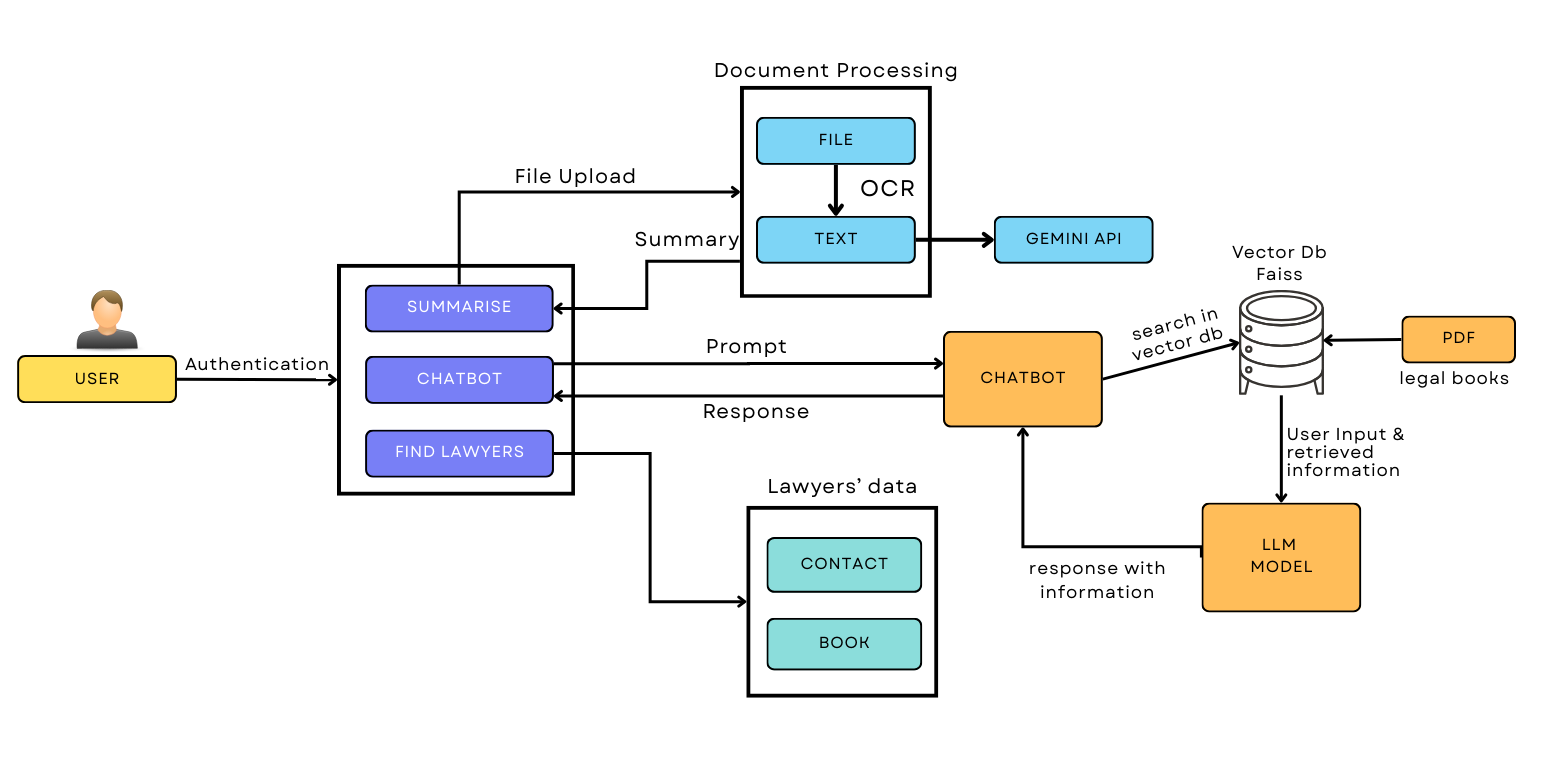 Document Processing
FILE
OCR
TEXT
GEMINI API
File Upload
Summary
SUMMARISE
CHATBOT
FIND LAWYERS
USER
Authentication
Prompt
Response
CHATBOT
search in
vector db
Vector Db
Faiss
PDF
legal books
User Input &
retrieved
information
LLM
MODEL
response with
information
Lawyers’ data
CONTACT
BOOK